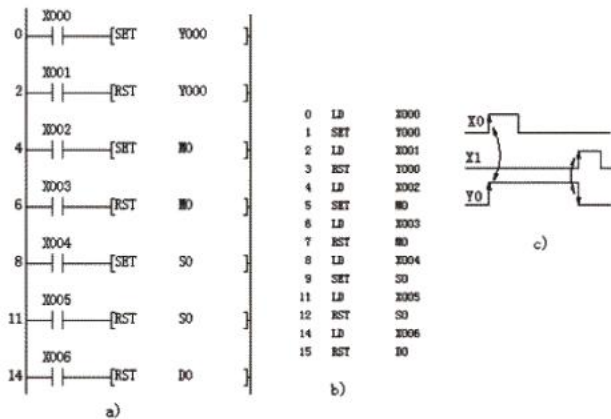 X000
0 [SET Y000 ]
X001
2 [RST Y000 ]
X002
4 [SET M0 ]
X003
6 [RST M0 ]
X004
8 [SET S0 ]
X005
11 [RST S0 ]
X006
14 [RST D0 ]
a)
0 LD X000
1 SET Y000
2 LD X001
3 RST Y000
4 LD X002
5 SET M0
6 LD X003
7 RST M0
8 LD X004
9 SET S0
11 LD X005
12 RST S0
14 LD X006
15 RST D0
b)
X0
X1
Y0
c)